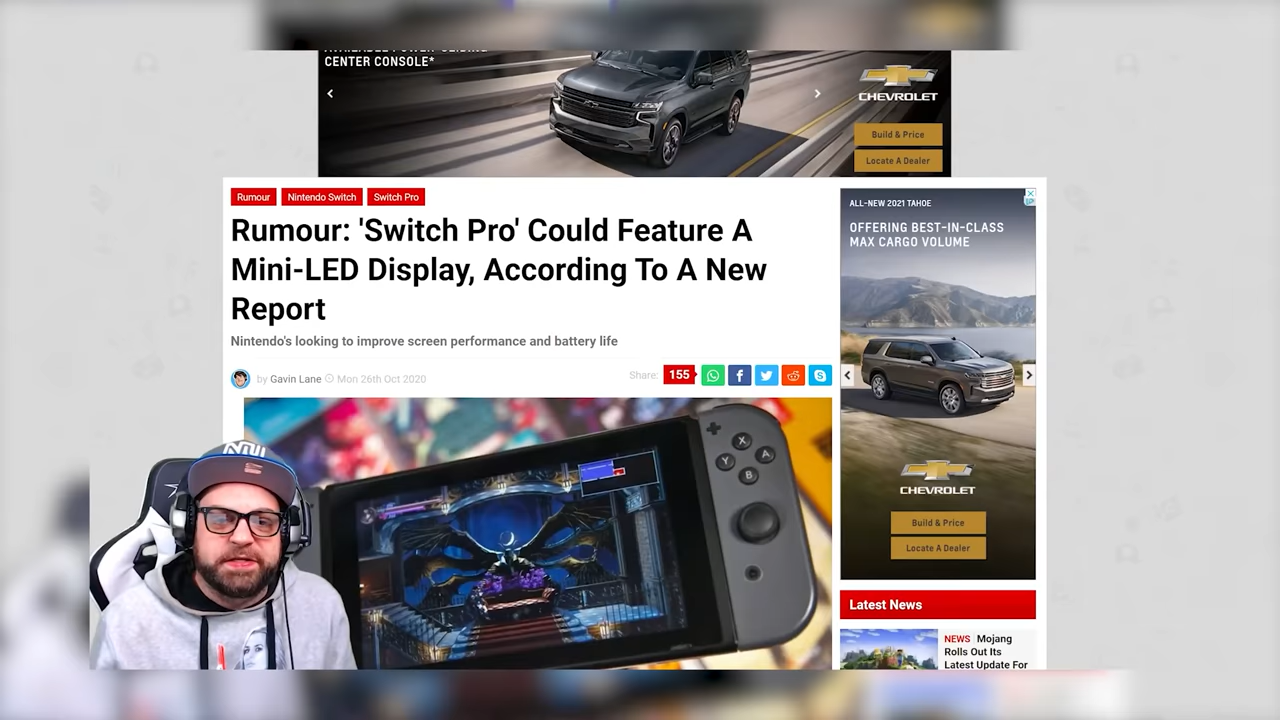 CENTER CONSOLE*
CHEVROLET
Build & Price
Locate A Dealer
Rumour
Nintendo Switch
Switch Pro
Rumour: 'Switch Pro' Could Feature A
Mini-LED Display, According To A New
Report
Nintendo's looking to improve screen performance and battery life
by Gavin Lane Mon 26th Oct 2020
Share: 155
Y
X
A
B
ALL-NEW 2021 TAHOE
OFFERING BEST-IN-CLASS
MAX CARGO VOLUME
CHEVROLET
Build & Price
Locate A Dealer
Latest News
NEWS Mojang
Rolls Out Its
Latest Update For